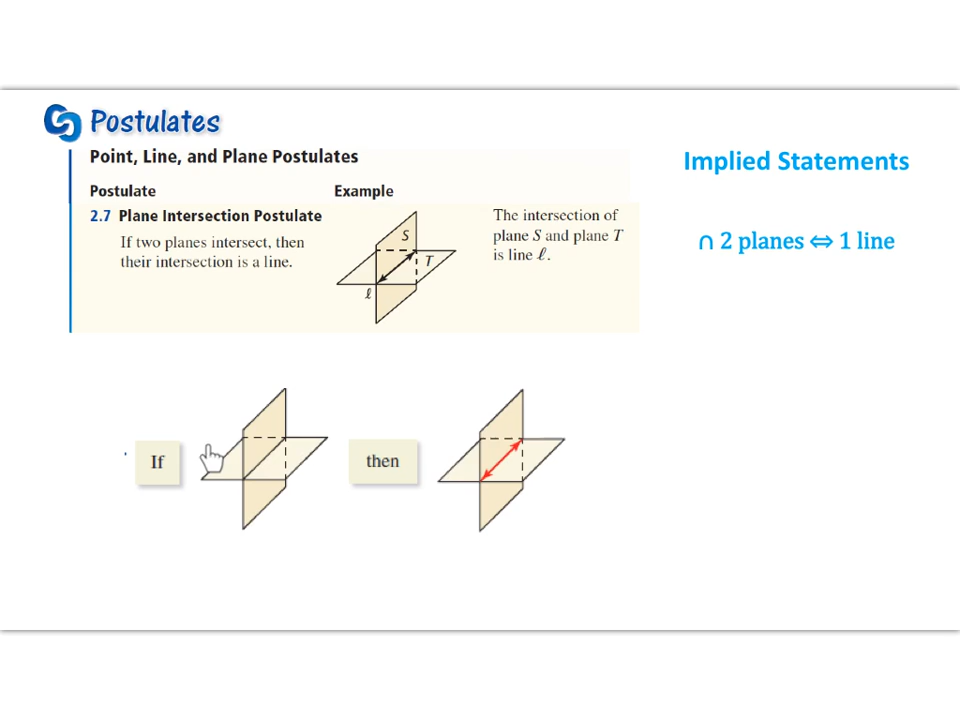 Postulates
Point, Line, and Plane Postulates
Implied Statements
Postulate Example
2.7 Plane Intersection Postulate
If two planes intersect, then
their intersection is a line.
S
T
ℓ
The intersection of
plane S and plane T
is line ℓ.
∩ 2 planes ⇔ 1 line
If
then